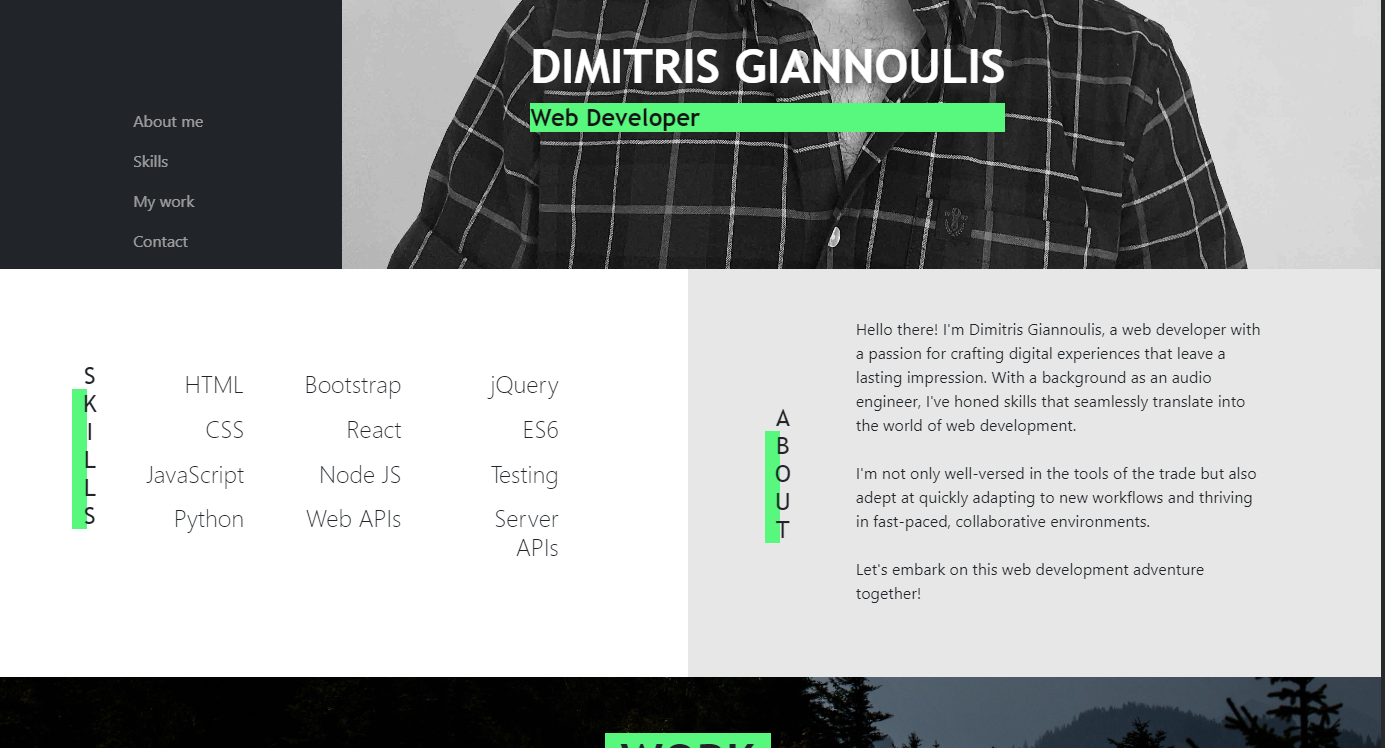 DIMITRIS GIANNOULIS
Web Developer
About me
Skills
My work
Contact
SKILLS
HTML Bootstrap jQuery
CSS React ES6
JavaScript Node JS Testing
Python Web APIs Server
APIs
ABOUT
Hello there! I'm Dimitris Giannoulis, a web developer with
a passion for crafting digital experiences that leave a
lasting impression. With a background as an audio
engineer, I've honed skills that seamlessly translate into
the world of web development.
I'm not only well-versed in the tools of the trade but also
adept at quickly adapting to new workflows and thriving
in fast-paced, collaborative environments.
Let's embark on this web development adventure
together!
WORK